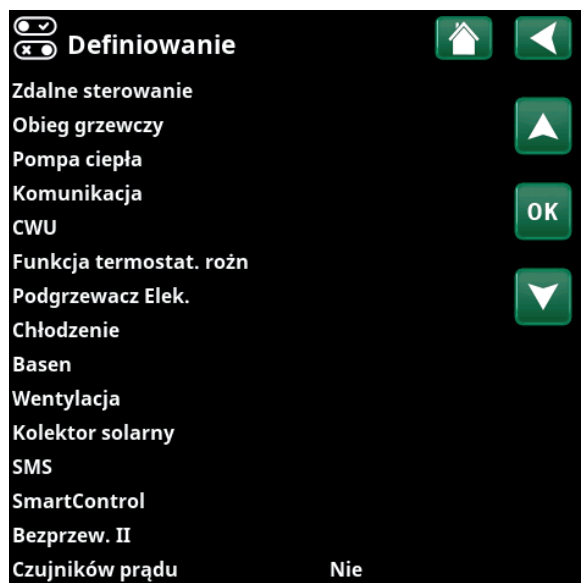 Definiowanie
Zdalne sterowanie
Obieg grzewczy
Pompa ciepła
Komunikacja
OK
CWU
Funkcja termostat. rożn
Podgrzewacz Elek.
Chłodzenie
Basen
Wentylacja
Kolektor solarny
SMS
SmartControl
Bezprzew. II
Czujników prądu Nie